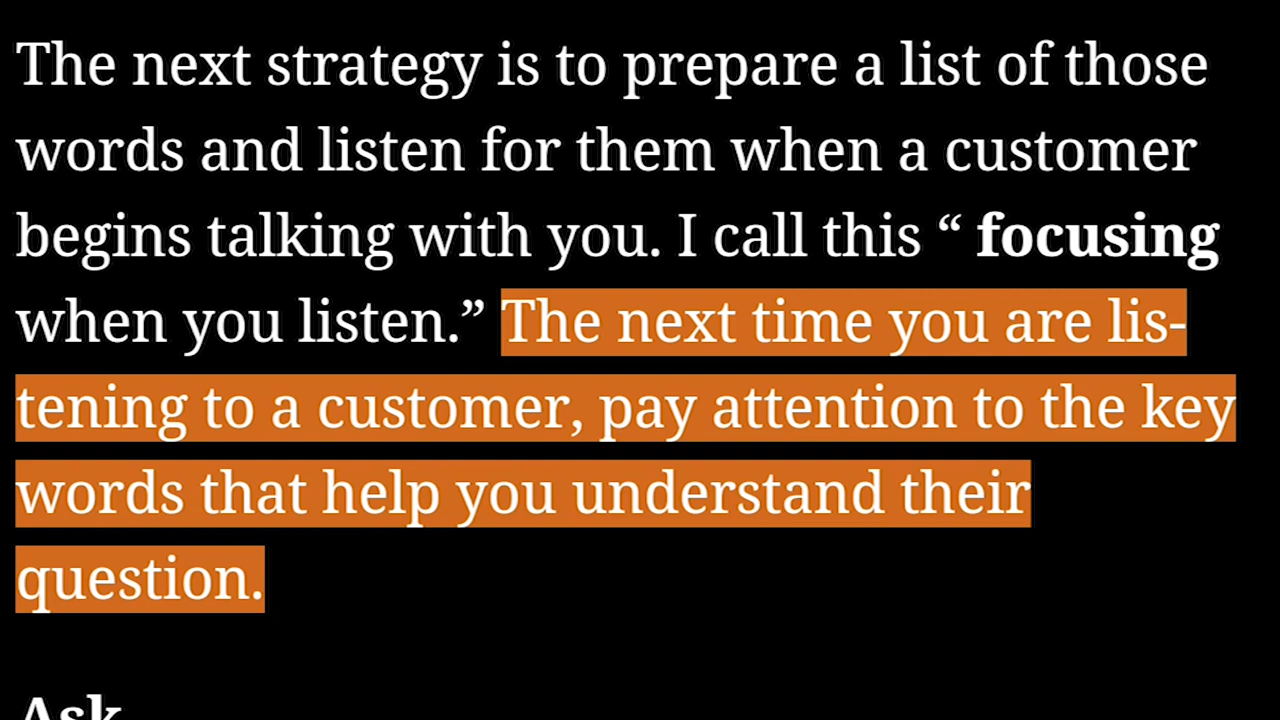 The next strategy is to prepare a list of those
words and listen for them when a customer
begins talking with you. I call this “ focusing
when you listen.” The next time you are lis-
tening to a customer, pay attention to the key
words that help you understand their
question.
Ask